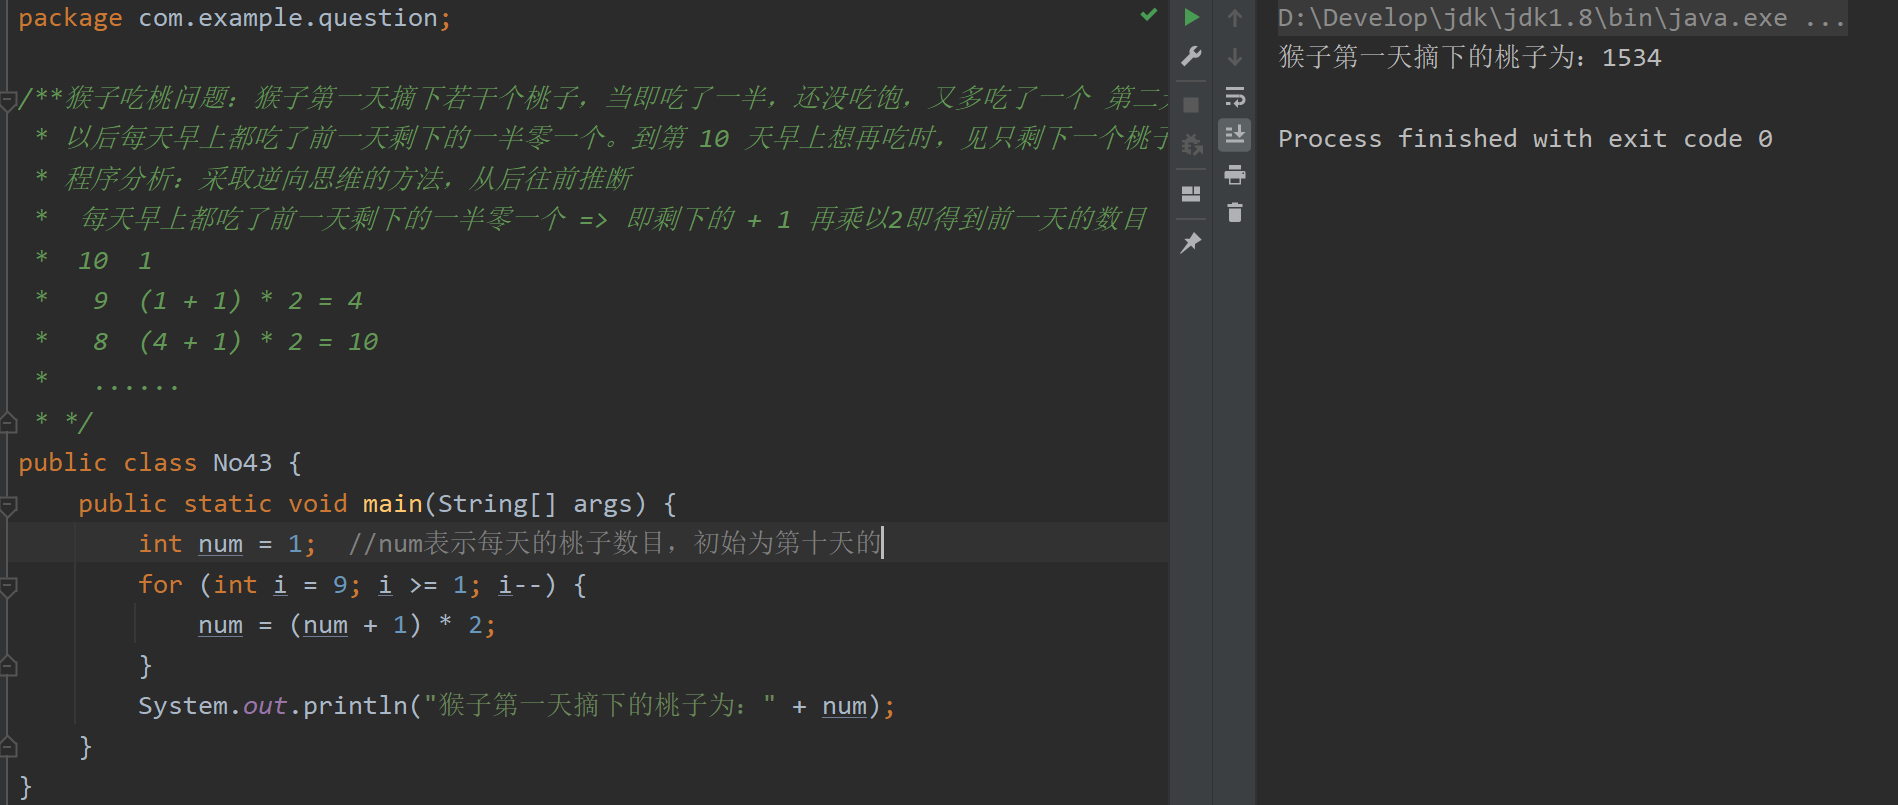 package com.example.question;
/**猴子吃桃问题：猴子第一天摘下若干个桃子，当即吃了一半，还没吃饱，又多吃了一个 第二
* 以后每天早上都吃了前一天剩下的一半零一个。到第 10 天早上想再吃时，见只剩下一个桃子
* 程序分析：采取逆向思维的方法，从后往前推断
* 每天早上都吃了前一天剩下的一半零一个 => 即剩下的 + 1 再乘以2即得到前一天的数目
* 10 1
* 9 (1 + 1) * 2 = 4
* 8 (4 + 1) * 2 = 10
* ......
* */
public class No43 {
public static void main(String[] args) {
int num = 1; //num表示每天的桃子数目，初始为第十天的
for (int i = 9; i >= 1; i--) {
num = (num + 1) * 2;
}
System.out.println("猴子第一天摘下的桃子为：" + num);
}
}
D:\Develop\jdk\jdk1.8\bin\java.exe ...
猴子第一天摘下的桃子为：1534
Process finished with exit code 0